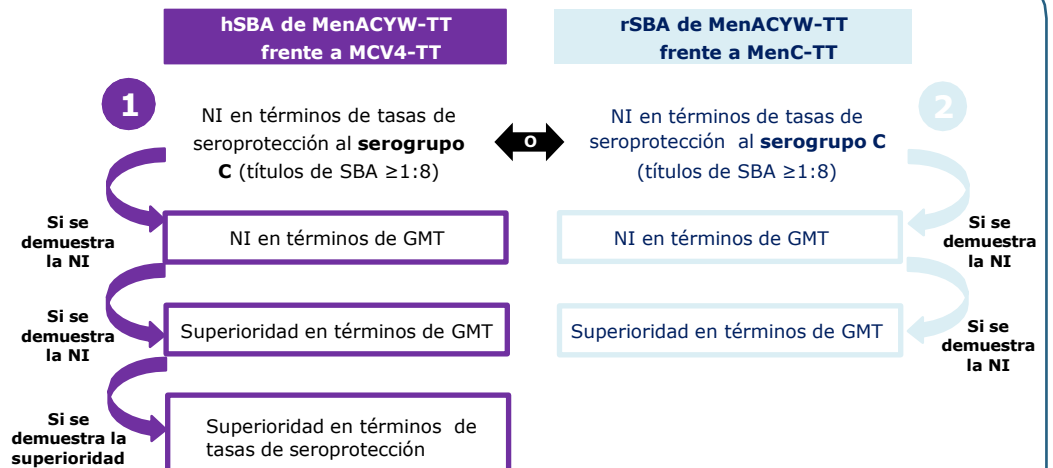 hSBA de MenACYW-TT
frente a MCV4-TT
rSBA de MenACYW-TT
frente a MenC-TT
1
NI en términos de tasas de
seroprotección al serogrupo
C (títulos de SBA ≥1:8)
O
NI en términos de tasas de
seroprotección al serogrupo C
(títulos de SBA ≥1:8)
2
Si se
demuestra
la NI
NI en términos de GMT
NI en términos de GMT
Si se
demuestra
la NI
Si se
demuestra
la NI
Superioridad en términos de GMT
Superioridad en términos de GMT
Si se
demuestra
la NI
Si se
demuestra la
superioridad
Superioridad en términos de
tasas de seroprotección